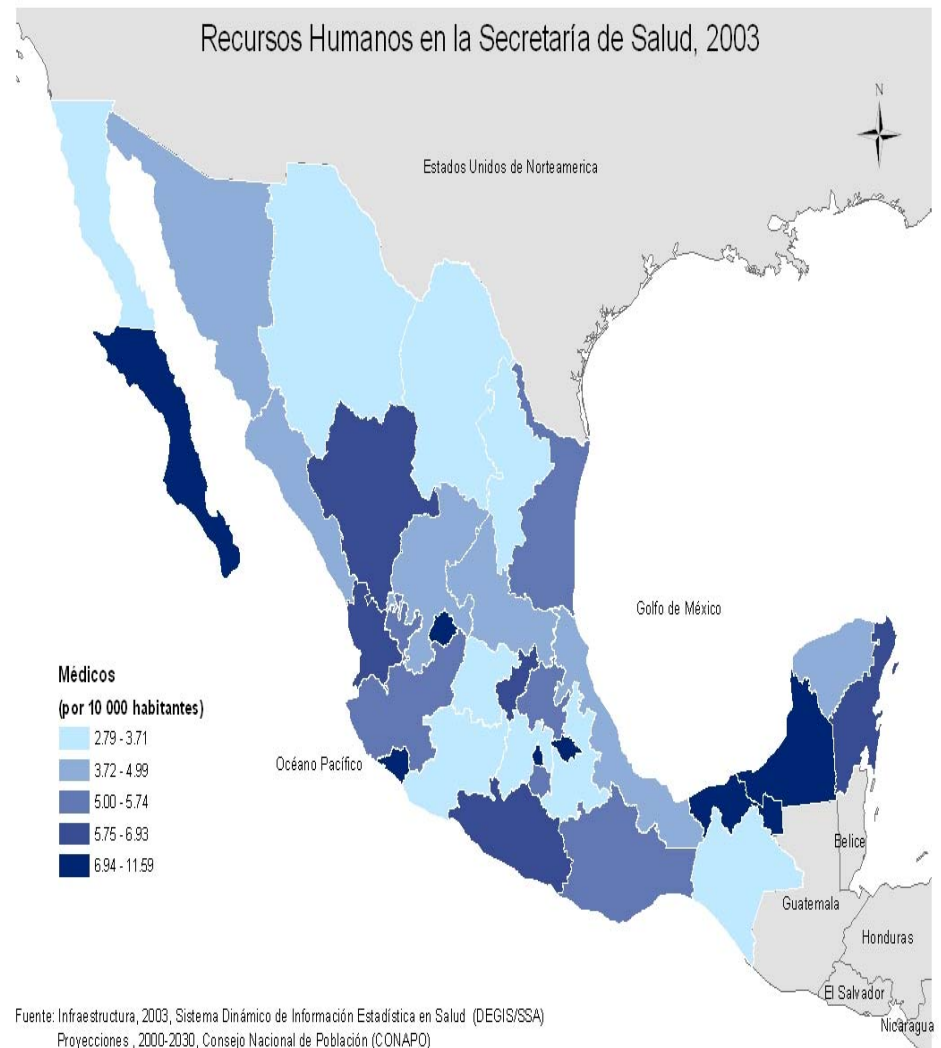 Recursos Humanos en la Secretaría de Salud, 2003
N
Estados Unidos de Norteamerica
Golfo de México
Médicos
(por 10 000 habitantes)
2.79 - 3.71
3.72 - 4.99
5.00 - 5.74
5.75 - 6.93
6.94 - 11.59
Océano Pacífico
Belice
Guatemala
Honduras
El Salvador
Nicaragua
Fuente: Infraestructura, 2003, Sistema Dinámico de Información Estadística en Salud (DEGIS/SSA)
Proyecciones , 2000-2030, Consejo Nacional de Población (CONAPO)